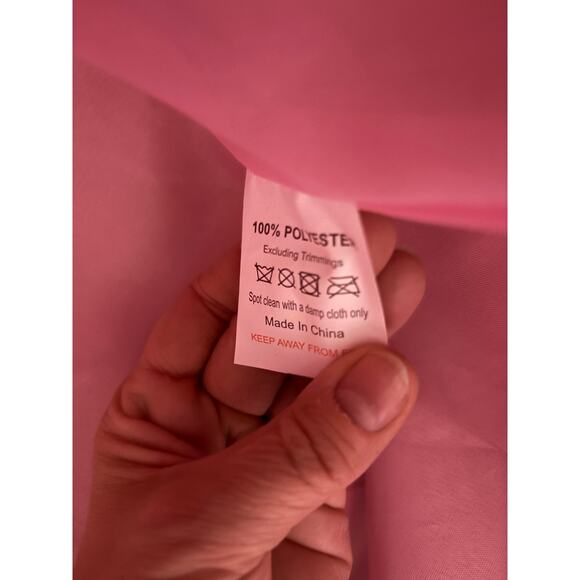 100% POLYESTER
Excluding Trimmings
Spot clean with a damp cloth only
Made In China
KEEP AWAY FROM